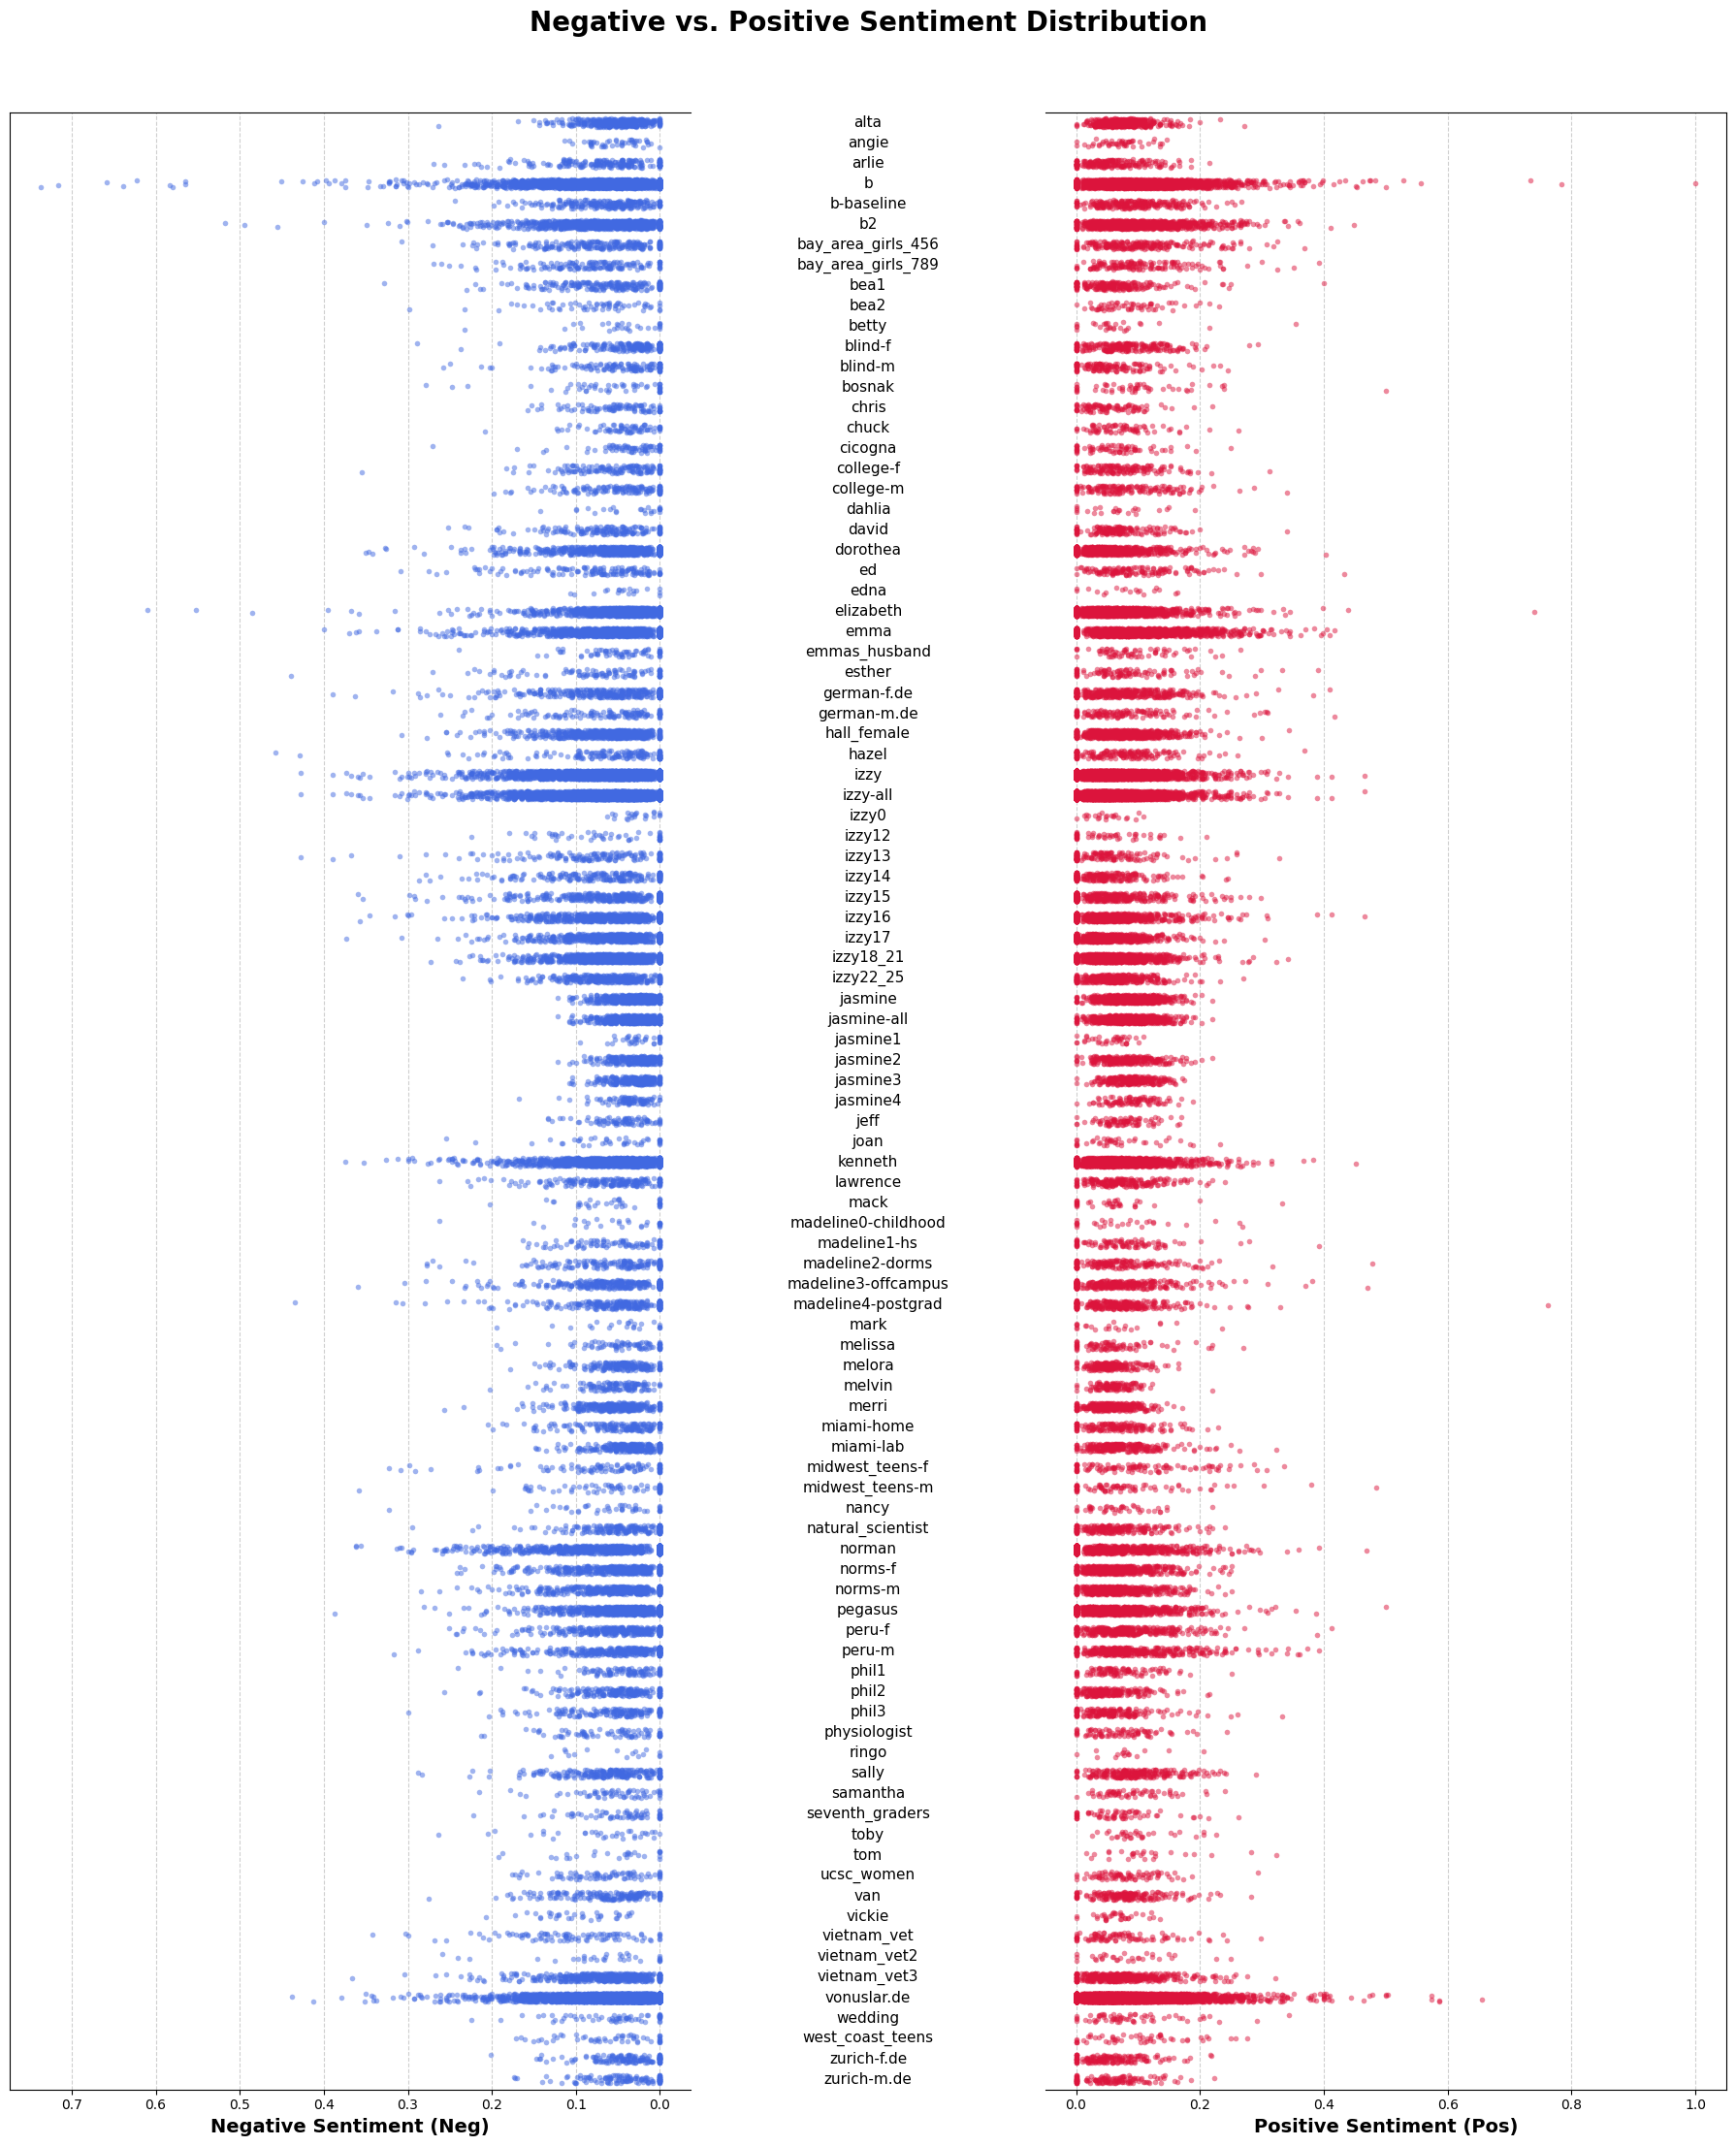 Negative vs. Positive Sentiment Distribution
alta
angie
arlie
b
b-baseline
b2
bay_area_girls_456
bay_area_girls_789
bea1
bea2
betty
blind-f
blind-m
bosnak
chris
chuck
cicogna
college-f
college-m
dahlia
david
dorothea
ed
edna
elizabeth
emma
emmas_husband
esther
german-f.de
german-m.de
hall_female
hazel
izzy
izzy-all
izzy0
izzy12
izzy13
izzy14
izzy15
izzy16
izzy17
izzy18_21
izzy22_25
jasmine
jasmine-all
jasmine1
jasmine2
jasmine3
jasmine4
jeff
joan
kenneth
lawrence
mack
madeline0-childhood
madeline1-hs
madeline2-dorms
madeline3-offcampus
madeline4-postgrad
mark
melissa
melora
melvin
merri
miami-home
miami-lab
midwest_teens-f
midwest_teens-m
nancy
natural_scientist
norman
norms-f
norms-m
pegasus
peru-f
peru-m
phil1
phil2
phil3
physiologist
ringo
sally
samantha
seventh_graders
toby
tom
ucsc_women
van
vickie
vietnam_vet
vietnam_vet2
vietnam_vet3
vonuslar.de
wedding
west_coast_teens
zurich-f.de
zurich-m.de
0.7 0.6 0.5 0.4 0.3 0.2 0.1 0.0 0.0 0.2 0.4 0.6 0.8 1.0
Negative Sentiment (Neg) Positive Sentiment (Pos)